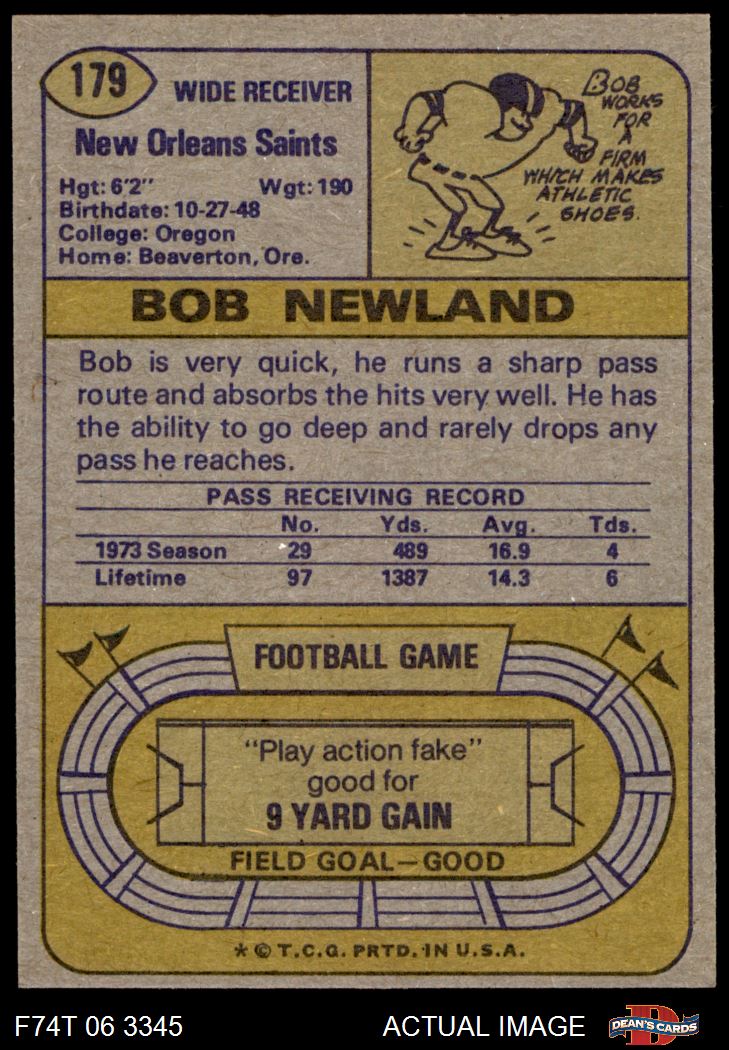 179
WIDE RECEIVER
New Orleans Saints
Hgt: 6'2" Wgt: 190
Birthdate: 10-27-48
College: Oregon
Home: Beaverton, Ore.
BOB
WORKS
FOR
A
FIRM
WHICH MAKES
ATHLETIC
SHOES.
BOB NEWLAND
Bob is very quick, he runs a sharp pass
route and absorbs the hits very well. He has
the ability to go deep and rarely drops any
pass he reaches.
PASS RECEIVING RECORD
No. Yds. Avg. Tds.
1973 Season 29 489 16.9 4
Lifetime 97 1387 14.3 6
FOOTBALL GAME
"Play action fake"
good for
9 YARD GAIN
FIELD GOAL—GOOD
* © T.C.G. PRTD. IN U.S.A.
F74T 06 3345
ACTUAL IMAGE
D
DEAN'S CARDS